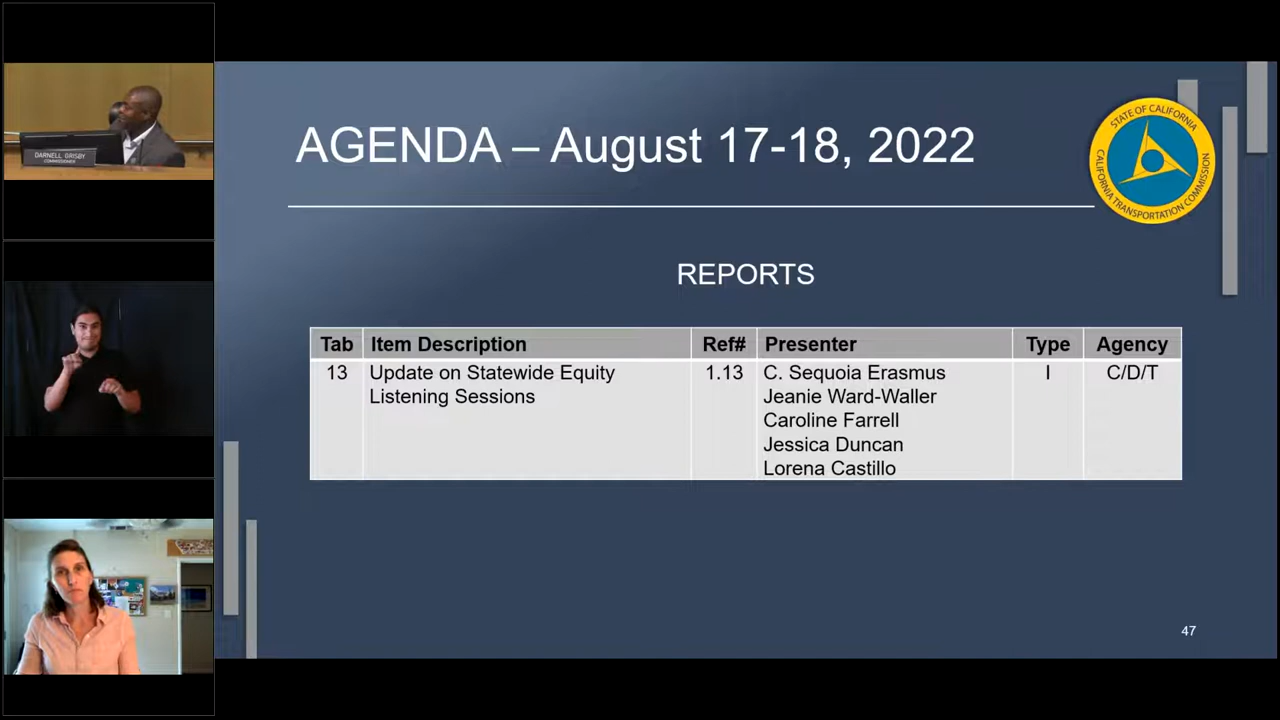 DARNELL GRISBY
COMMISSIONER
AGENDA – August 17-18, 2022
STATE OF CALIFORNIA
CALIFORNIA TRANSPORTATION COMMISSION
REPORTS
Tab Item Description Ref# Presenter Type Agency
13 Update on Statewide Equity 1.13 C. Sequoia Erasmus I C/D/T
Listening Sessions Jeanie Ward-Waller
Caroline Farrell
Jessica Duncan
Lorena Castillo
47